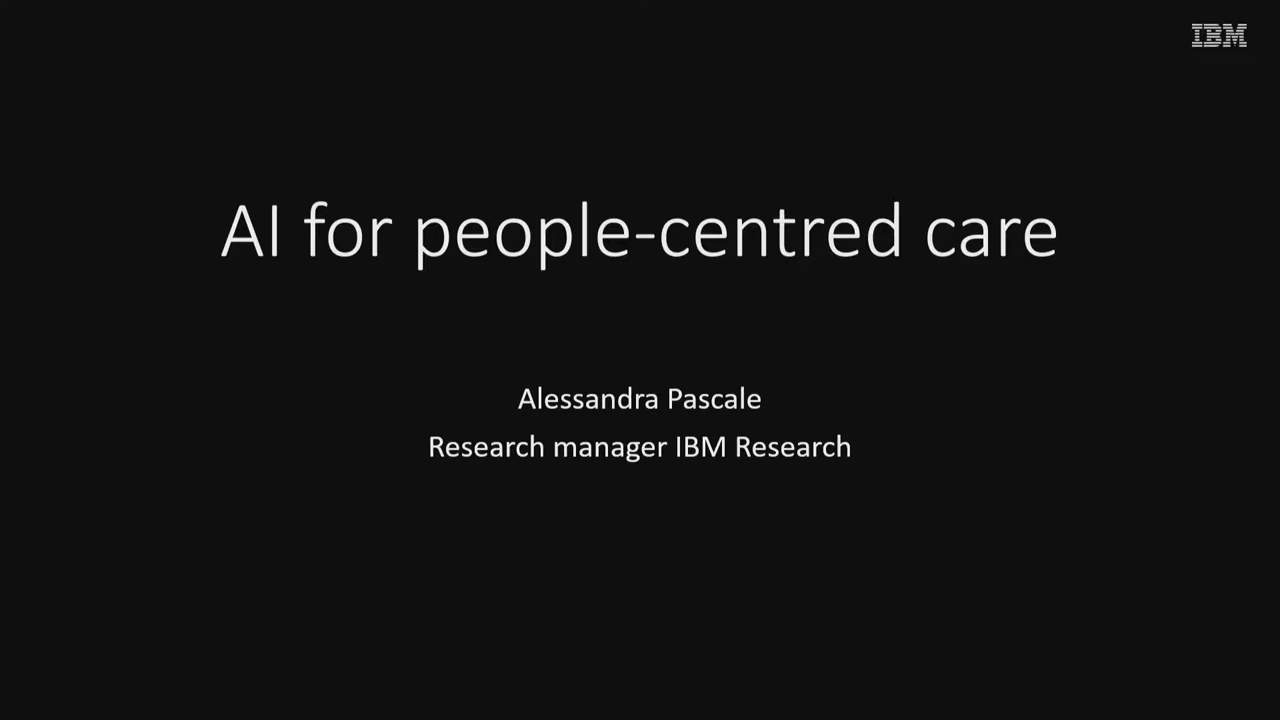 IBM
AI for people-centred care
Alessandra Pascale
Research manager IBM Research